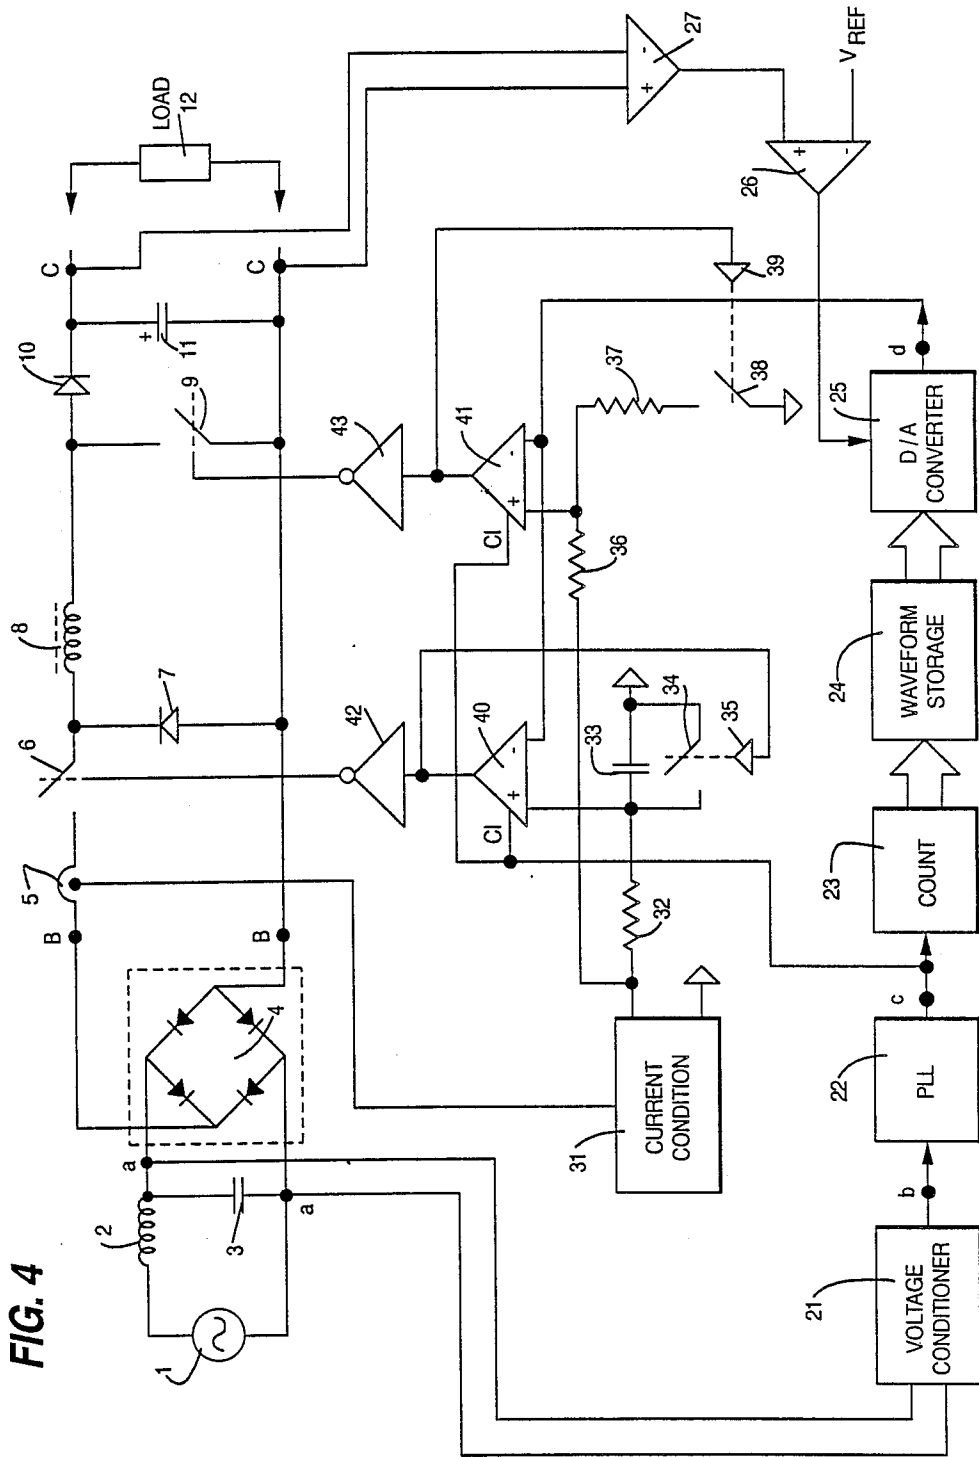 FIG. 4
1
2
3
a
a
4
B
B
5
6
7
8
9
10
11
+
C
C
LOAD
12
27
+
-
26
+
-
VREF
43
42
41
+
-
CI
40
+
-
CI
39
38
37
36
35
34
33
32
31
CURRENT
CONDITION
21
VOLTAGE
CONDITIONER
b
22
PLL
c
23
COUNT
24
WAVEFORM
STORAGE
25
D/A
CONVERTER
d